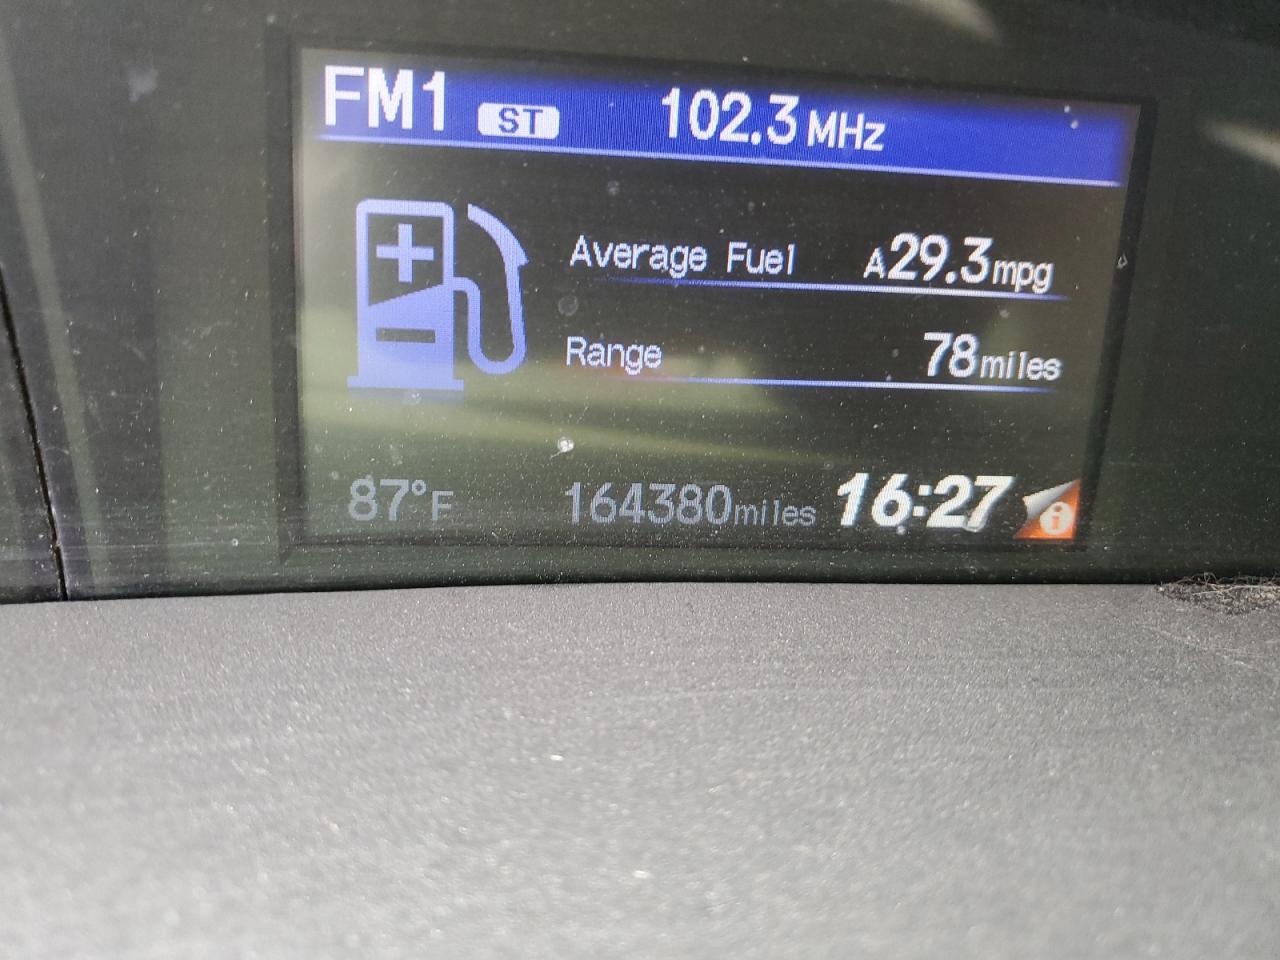 FM1 ST 102.3 MHz
Average Fuel A29.3mpg
Range 78miles
87°F 164380miles 16:27 i